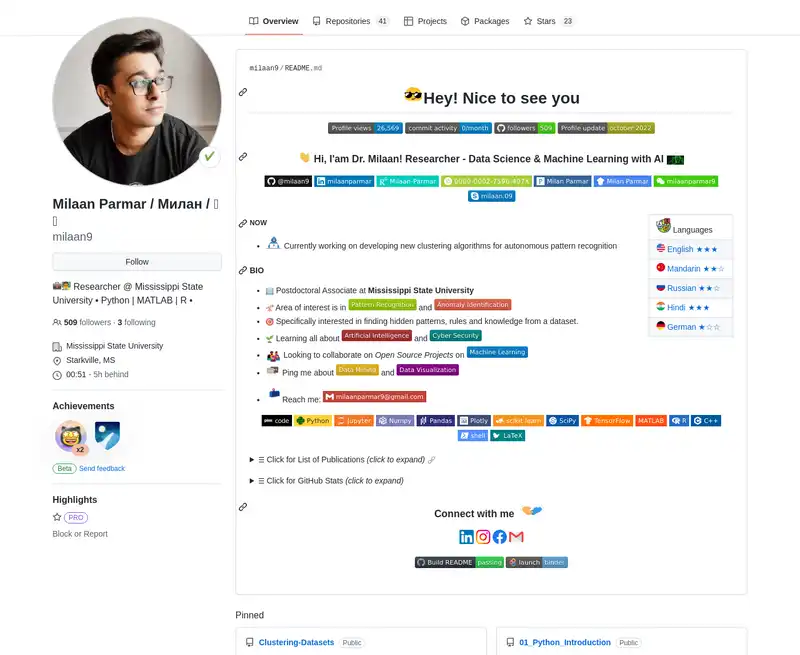 Overview
Repositories 41
Projects
Packages
Stars 23
milaan9/README.md
Hey! Nice to see you
Profile views 26,569
commit activity 0/month
followers 509
Profile update october 2022
Hi, I'am Dr. Milaan! Researcher - Data Science & Machine Learning with AI
@milaan9
milaanparmar
Milaan-Parmar
Milan Parmar
Milan Parmar
milaanparmar9
milaan.09
Milaan Parmar / Милан /
milaan9
Follow
Researcher @ Mississippi State
University • Python | MATLAB | R •
509 followers · 3 following
Mississippi State University
Starkville, MS
00:51 - 5h behind
Achievements
x2
Beta Send feedback
Highlights
PRO
Block or Report
NOW
Currently working on developing new clustering algorithms for autonomous pattern recognition
BIO
Postdoctoral Associate at Mississippi State University
Area of interest is in Pattern Recognition and Anomaly Identification
Specifically interested in finding hidden patterns, rules and knowledge from a dataset.
Learning all about Artificial Intelligence and Cyber Security
Looking to collaborate on Open Source Projects on Machine Learning
Ping me about Data Mining and Data Visualization
Reach me: milaanparmar9@gmail.com
Languages
English ★★★
Mandarin ★★☆
Russian ★★☆
Hindi ★★★
German ★☆☆
code Python Jupyter Numpy Pandas Plotly scikit learn SciPy TensorFlow MATLAB R C++
shell LaTeX
Click for List of Publications (click to expand)
Click for GitHub Stats (click to expand)
Connect with me
Build README passing
launch binder
Pinned
Clustering-Datasets Public
01_Python_Introduction Public